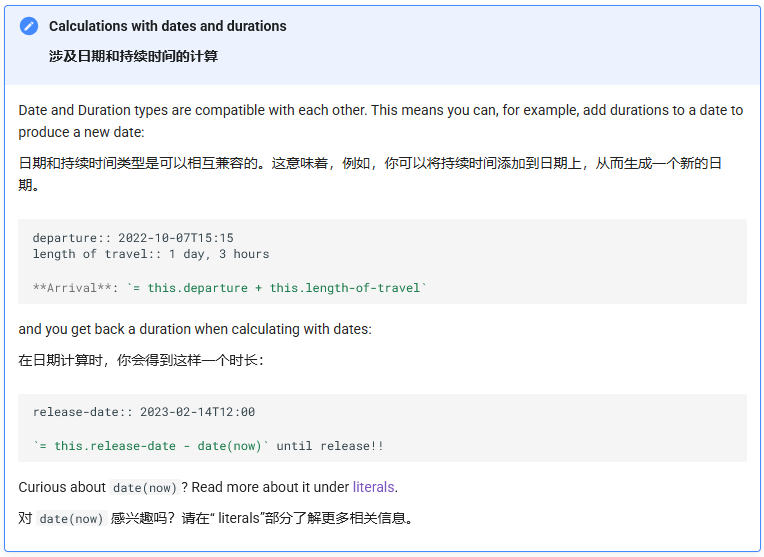 Calculations with dates and durations
涉及日期和持续时间的计算
Date and Duration types are compatible with each other. This means you can, for example, add durations to a date to
produce a new date:
日期和持续时间类型是可以相互兼容的。这意味着，例如，你可以将持续时间添加到日期上，从而生成一个新的日
期。
departure:: 2022-10-07T15:15
length of travel:: 1 day, 3 hours
**Arrival**: `= this.departure + this.length-of-travel`
and you get back a duration when calculating with dates:
在日期计算时，你会得到这样一个时长：
release-date:: 2023-02-14T12:00
`= this.release-date - date(now)` until release!!
Curious about date(now)? Read more about it under literals.
对 date(now) 感兴趣吗？请在“ literals”部分了解更多相关信息。